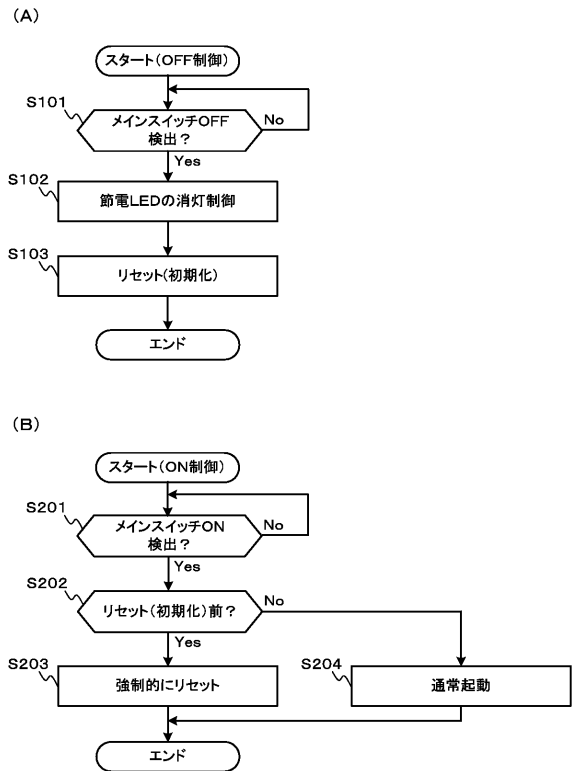 (A)
スタート(OFF制御)
S101
メインスイッチOFF
検出？
No
Yes
S102
節電LEDの消灯制御
S103
リセット(初期化)
エンド
(B)
スタート(ON制御)
S201
メインスイッチON
検出？
No
Yes
S202
リセット(初期化)前？
No
Yes
S203
強制的にリセット
S204
通常起動
エンド